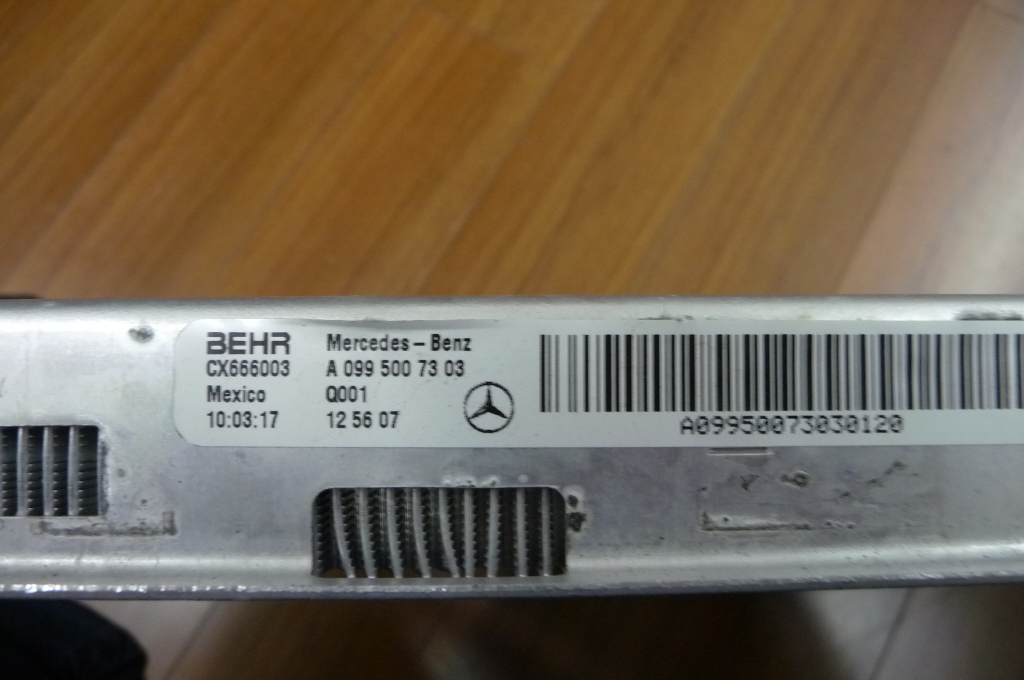 BEHR Mercedes-Benz
CX666003 A 099 500 73 03
Mexico Q001
10:03:17 12 56 07
A09950073030120